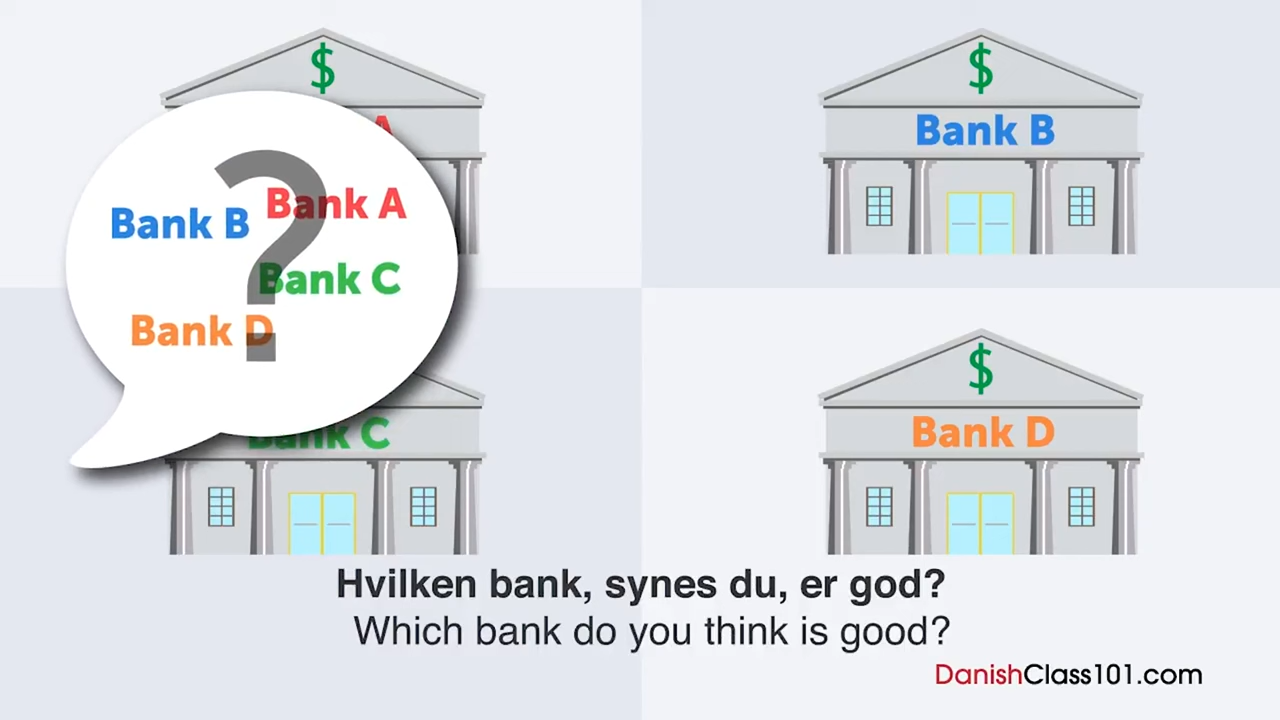 $
$
A
Bank B
Bank B
Bank A
?
Bank C
Bank D
$
Bank C
Bank D
Hvilken bank, synes du, er god?
Which bank do you think is good?
DanishClass101.com